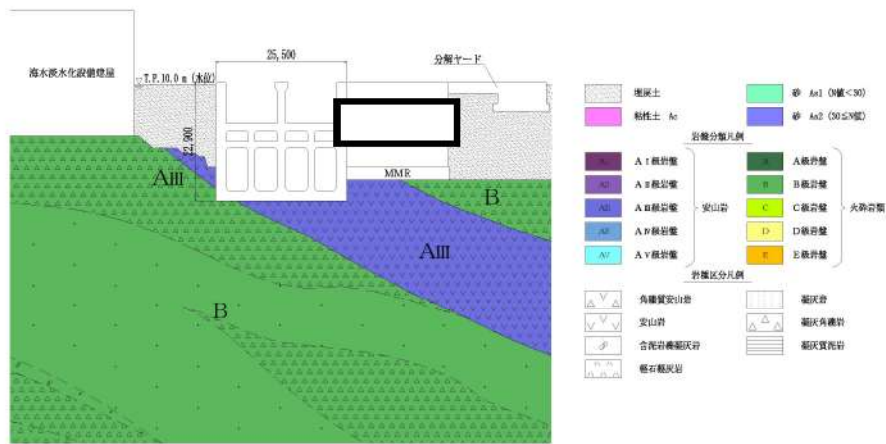 海水淡水化設備建屋
T.P.10.0 m (水位)
25,500
分解ヤード
22,900
MMR
AIII
AIII
B
B
埋戻土
砂 As1 (N値<30)
粘性土 Ac
砂 As2 (30≦N値)
岩盤分類凡例
AⅠ級岩盤
A A級岩盤
AⅡ級岩盤
B B級岩盤
AⅢ級岩盤
安山岩
C C級岩盤
火砕岩類
AⅣ級岩盤
D D級岩盤
AV AⅤ級岩盤
E E級岩盤
岩種区分凡例
角礫質安山岩
凝灰岩
安山岩
凝灰角礫岩
含泥岩礫凝灰岩
凝灰質泥岩
軽石凝灰岩